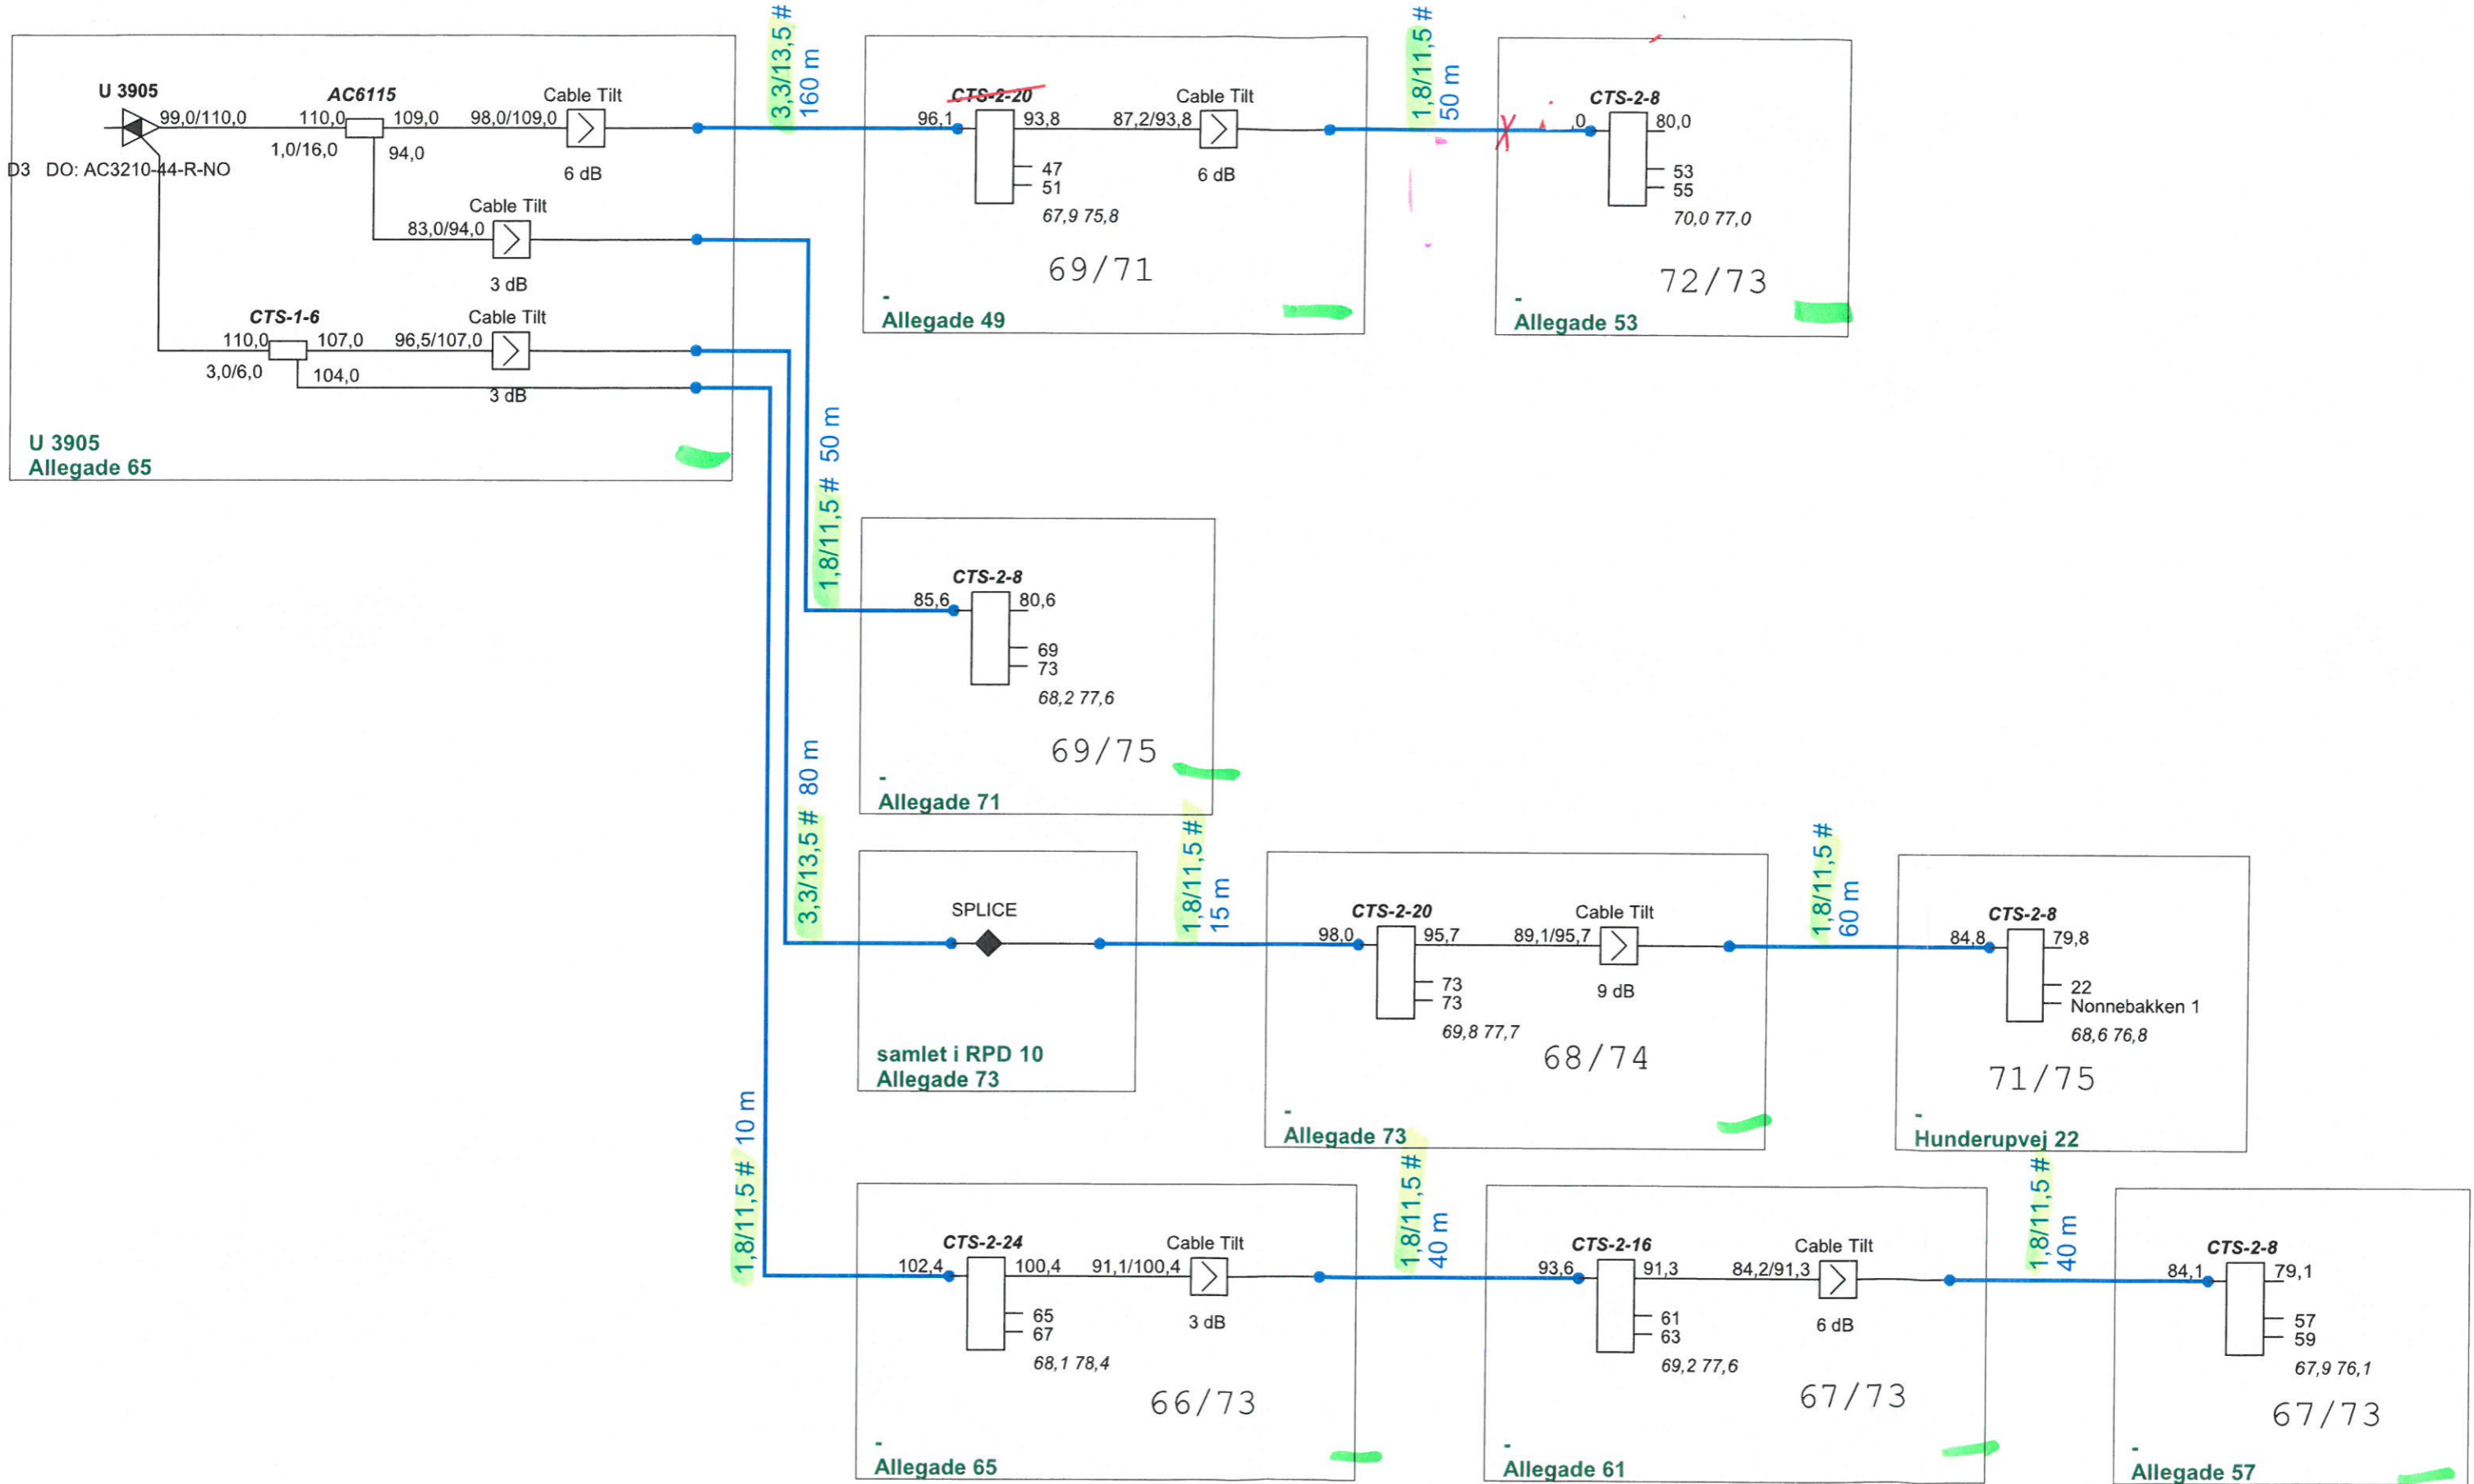 U 3905
99,0/110,0
D3 DO: AC3210-44-R-NO
AC6115
110,0
109,0
1,0/16,0
94,0
98,0/109,0
Cable Tilt
6 dB
Cable Tilt
83,0/94,0
3 dB
CTS-1-6
110,0
107,0
3,0/6,0
104,0
96,5/107,0
Cable Tilt
3 dB
U 3905
Allegade 65
3,3/13,5 #
160 m
CTS-2-20
96,1
93,8
47
51
67,9 75,8
87,2/93,8
Cable Tilt
6 dB
69/71
-
Allegade 49
1,8/11,5 #
50 m
X
CTS-2-8
,0
80,0
53
55
70,0 77,0
72/73
-
Allegade 53
1,8/11,5 # 50 m
CTS-2-8
85,6
80,6
69
73
68,2 77,6
69/75
-
Allegade 71
3,3/13,5 # 80 m
SPLICE
samlet i RPD 10
Allegade 73
1,8/11,5 #
15 m
CTS-2-20
98,0
95,7
73
73
69,8 77,7
89,1/95,7
Cable Tilt
9 dB
68/74
-
Allegade 73
1,8/11,5 #
60 m
CTS-2-8
84,8
79,8
22
Nonnebakken 1
68,6 76,8
71/75
-
Hunderupvej 22
1,8/11,5 # 10 m
CTS-2-24
102,4
100,4
65
67
68,1 78,4
91,1/100,4
Cable Tilt
3 dB
66/73
-
Allegade 65
1,8/11,5 #
40 m
CTS-2-16
93,6
91,3
61
63
69,2 77,6
84,2/91,3
Cable Tilt
6 dB
67/73
-
Allegade 61
1,8/11,5 #
40 m
CTS-2-8
84,1
79,1
57
59
67,9 76,1
67/73
-
Allegade 57